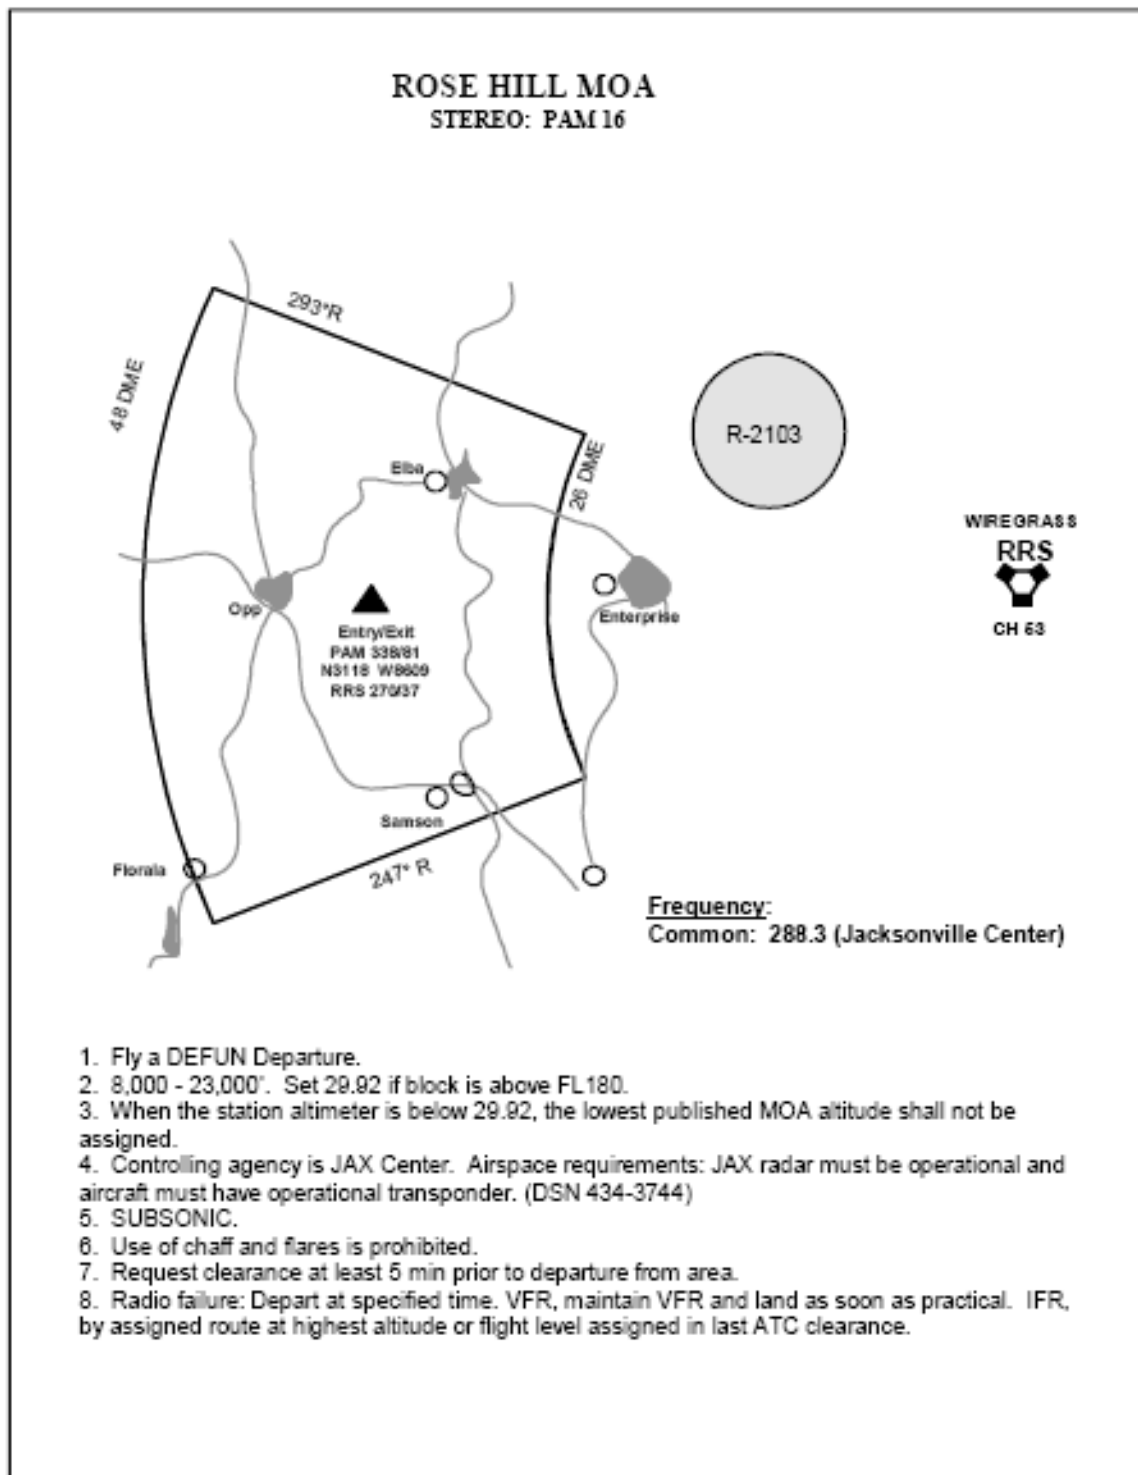 ROSE HILL MOA
STEREO: PAM 16
293°R
48 DME
R-2103
Elba
26 DME
WIREGRASS
RRS
CH 53
Opp
Enterprise
Entry/Exit
PAM 338/81
N3118 W8609
RRS 270/37
Samson
Florala
247° R
Frequency:
Common: 288.3 (Jacksonville Center)
1. Fly a DEFUN Departure.
2. 8,000 - 23,000'. Set 29.92 if block is above FL180.
3. When the station altimeter is below 29.92, the lowest published MOA altitude shall not be
assigned.
4. Controlling agency is JAX Center. Airspace requirements: JAX radar must be operational and
aircraft must have operational transponder. (DSN 434-3744)
5. SUBSONIC.
6. Use of chaff and flares is prohibited.
7. Request clearance at least 5 min prior to departure from area.
8. Radio failure: Depart at specified time. VFR, maintain VFR and land as soon as practical. IFR,
by assigned route at highest altitude or flight level assigned in last ATC clearance.